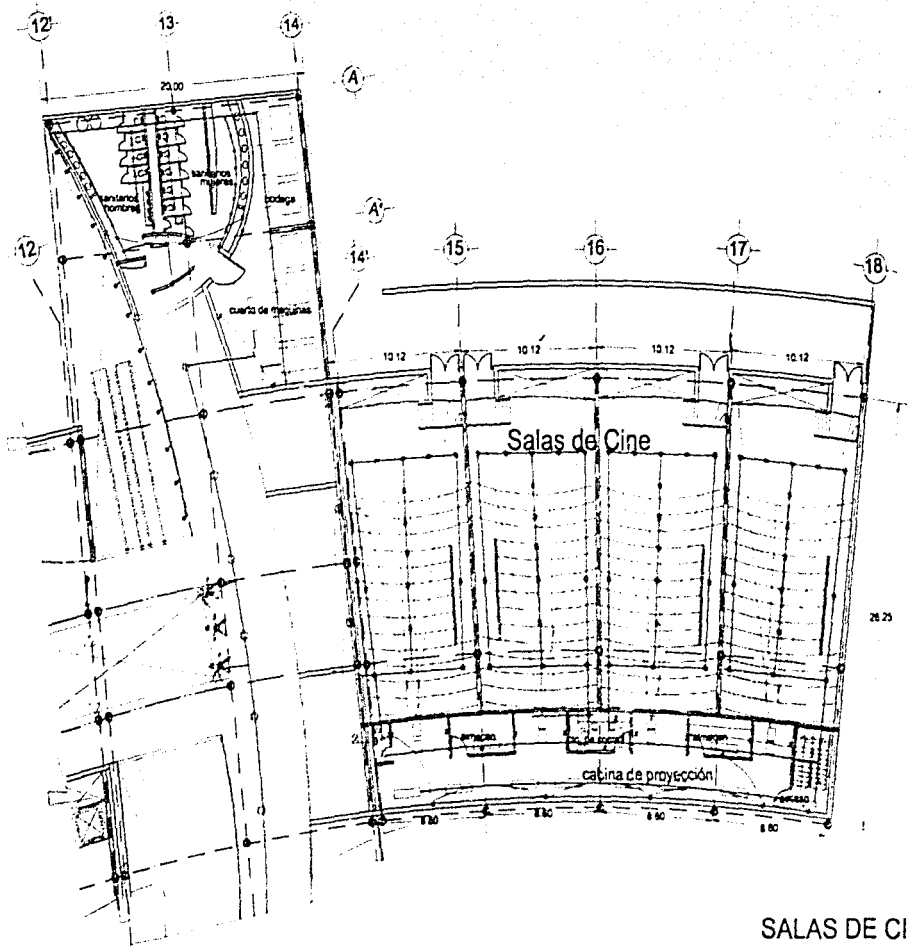 12'
13
14
20.00
A
sanitarios hombres
sanitarios mujeres
bodega
A'
12
14'
15
16
17
18
cuarto de maquinas
10.12
10.12
10.12
10.12
Salas de Cine
26.25
almacen
almacen
cabina de proyección
8.80
8.80
8.80
8.80
SALAS DE CI